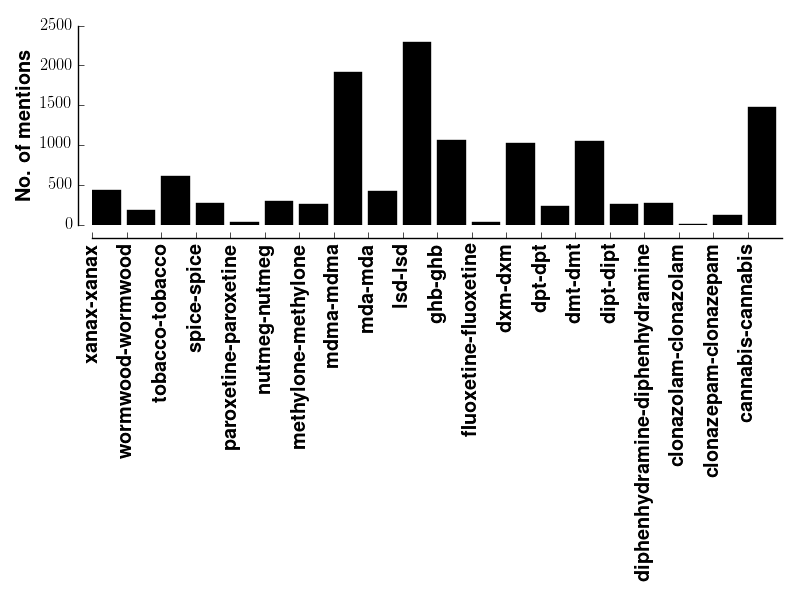 No. of mentions
2500
2000
1500
1000
500
0
xanax-xanax
wormwood-wormwood
tobacco-tobacco
spice-spice
paroxetine-paroxetine
nutmeg-nutmeg
methylone-methylone
mdma-mdma
mda-mda
lsd-lsd
ghb-ghb
fluoxetine-fluoxetine
dxm-dxm
dpt-dpt
dmt-dmt
dipt-dipt
diphenhydramine-diphenhydramine
clonazolam-clonazolam
clonazepam-clonazepam
cannabis-cannabis